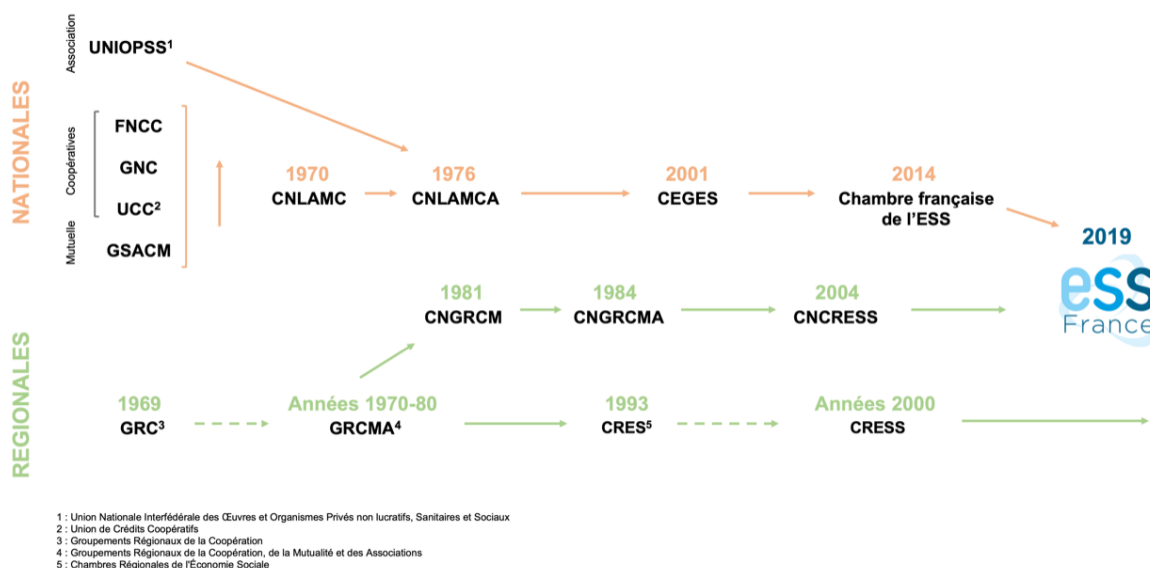 NATIONALES
Association
UNIOPSS¹
Coopératives
FNCC
GNC
UCC²
Mutuelle
GSACM
1970
CNLAMC
1976
CNLAMCA
2001
CEGES
2014
Chambre française
de l'ESS
2019
ess
France
REGIONALES
1981
CNGRCM
1984
CNGRCMA
2004
CNCRESS
1969
GRC³
Années 1970-80
GRCMA⁴
1993
CRES⁵
Années 2000
CRESS
1 : Union Nationale Interfédérale des Œuvres et Organismes Privés non lucratifs, Sanitaires et Sociaux
2 : Union de Crédits Coopératifs
3 : Groupements Régionaux de la Coopération
4 : Groupements Régionaux de la Coopération, de la Mutualité et des Associations
5 : Chambres Régionales de l'Économie Sociale